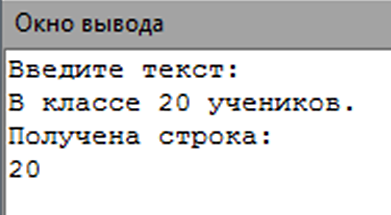 Окно вывода
Введите текст:
В классе 20 учеников.
Получена строка:
20